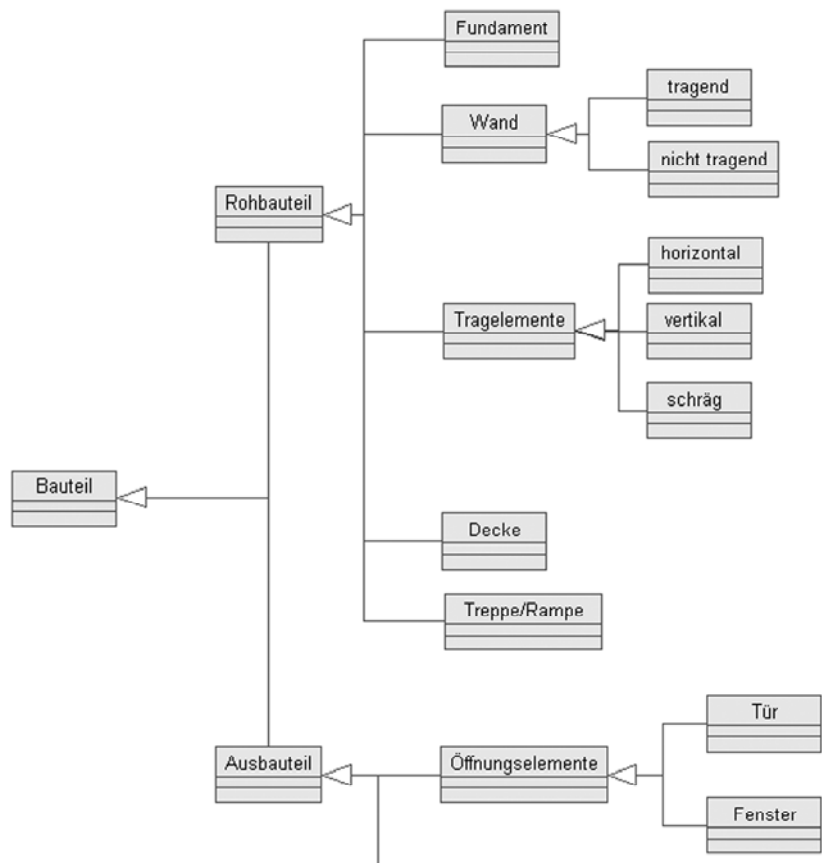 Fundament
tragend
Wand
nicht tragend
Rohbauteil
horizontal
Tragelemente
vertikal
schräg
Bauteil
Decke
Treppe/Rampe
Tür
Ausbauteil
Öffnungselemente
Fenster